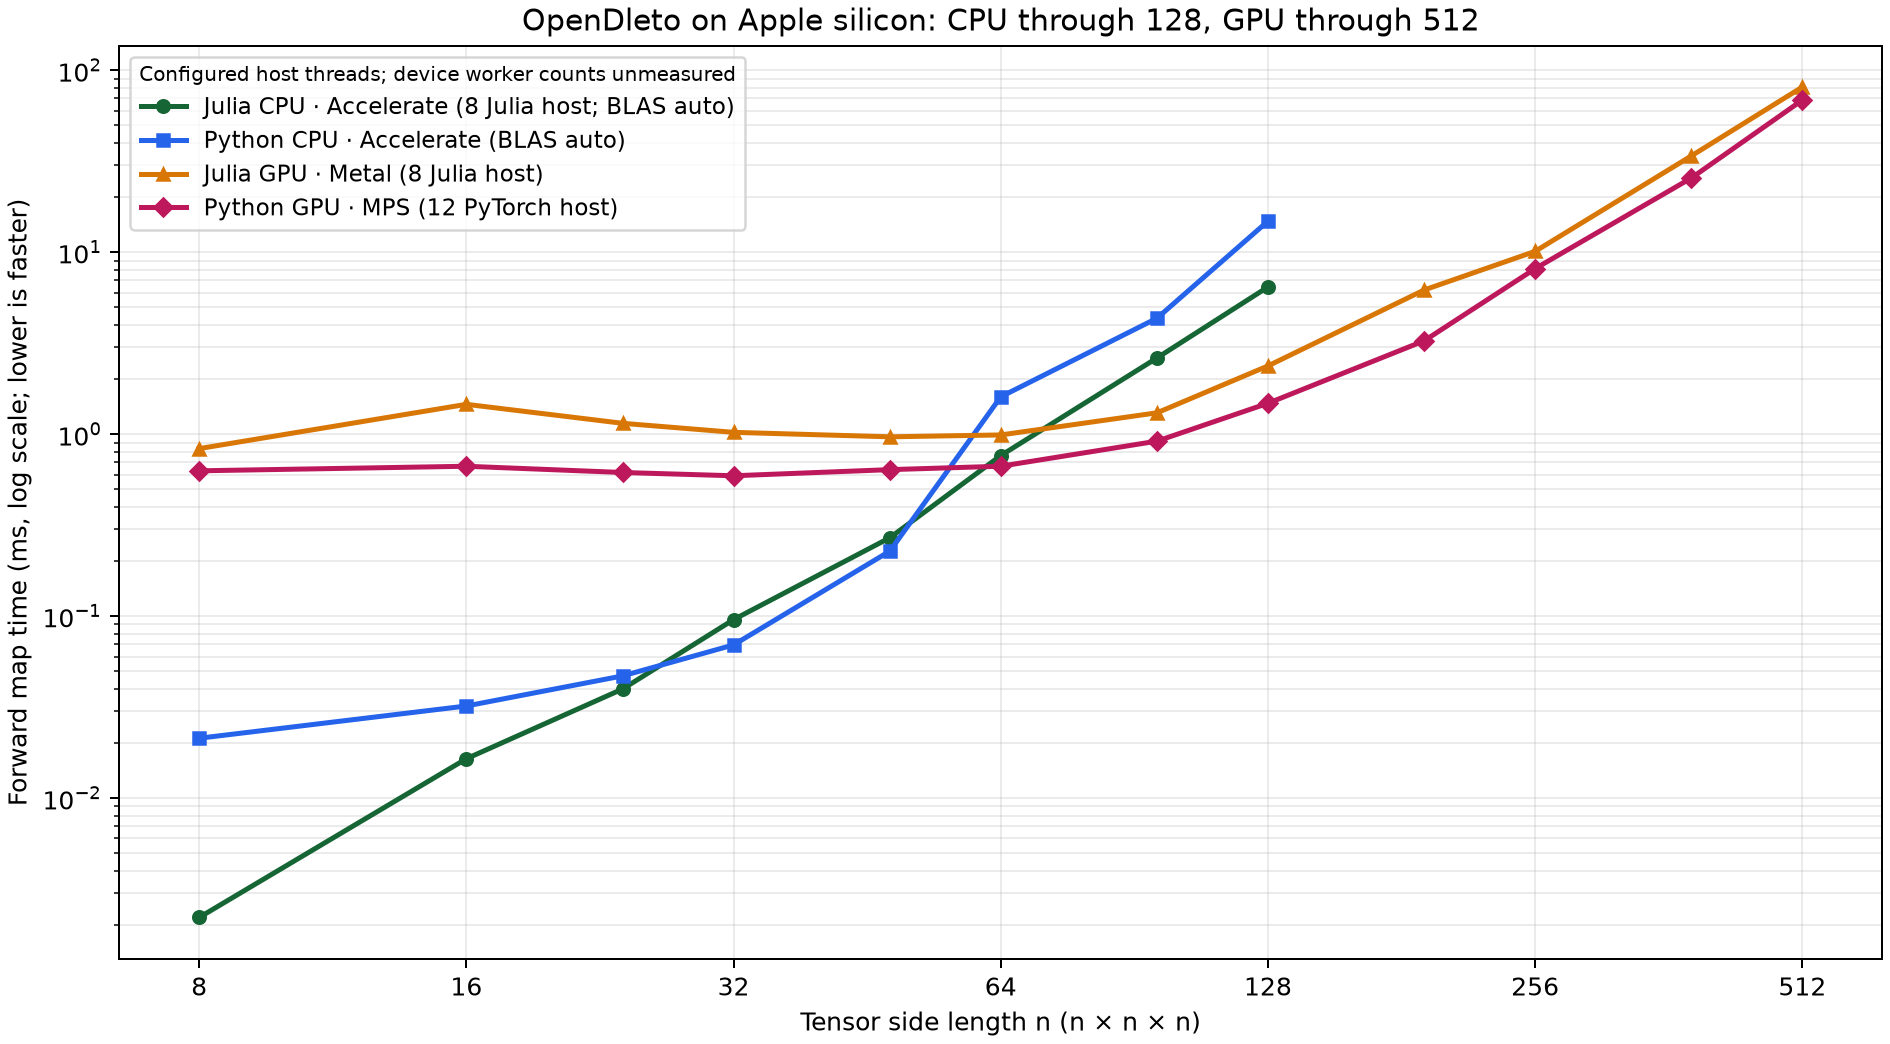 OpenDleto on Apple silicon: CPU through 128, GPU through 512
Configured host threads; device worker counts unmeasured
Julia CPU · Accelerate (8 Julia host; BLAS auto)
Python CPU · Accelerate (BLAS auto)
Julia GPU · Metal (8 Julia host)
Python GPU · MPS (12 PyTorch host)
Forward map time (ms, log scale; lower is faster)
10²
10¹
10⁰
10⁻¹
10⁻²
8 16 32 64 128 256 512
Tensor side length n (n × n × n)